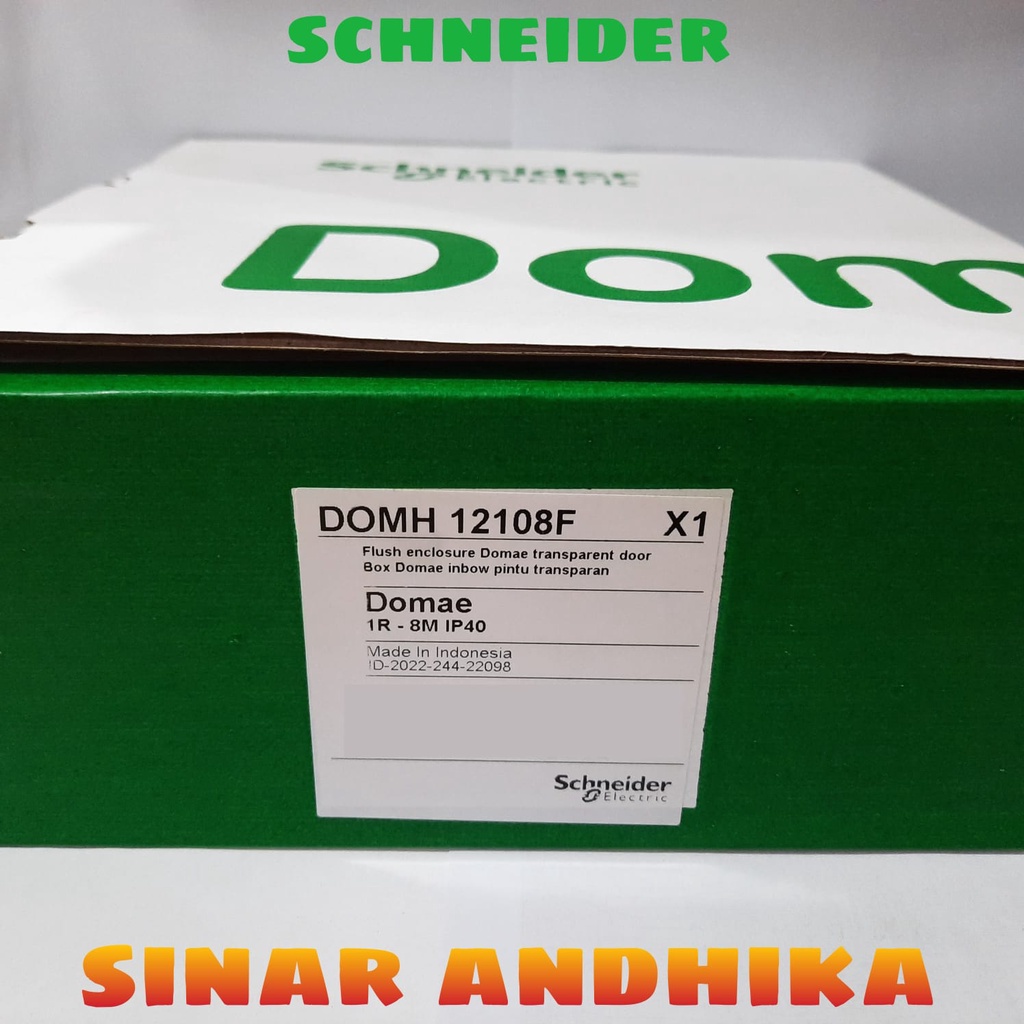 SCHNEIDER
Schneider
Electric
Dom
DOMH 12108F X1
Flush enclosure Domae transparent door
Box Domae inbow pintu transparan
Domae
1R - 8M IP40
Made In Indonesia
ID-2022-244-22098
Schneider
Electric
SINAR ANDHIKA